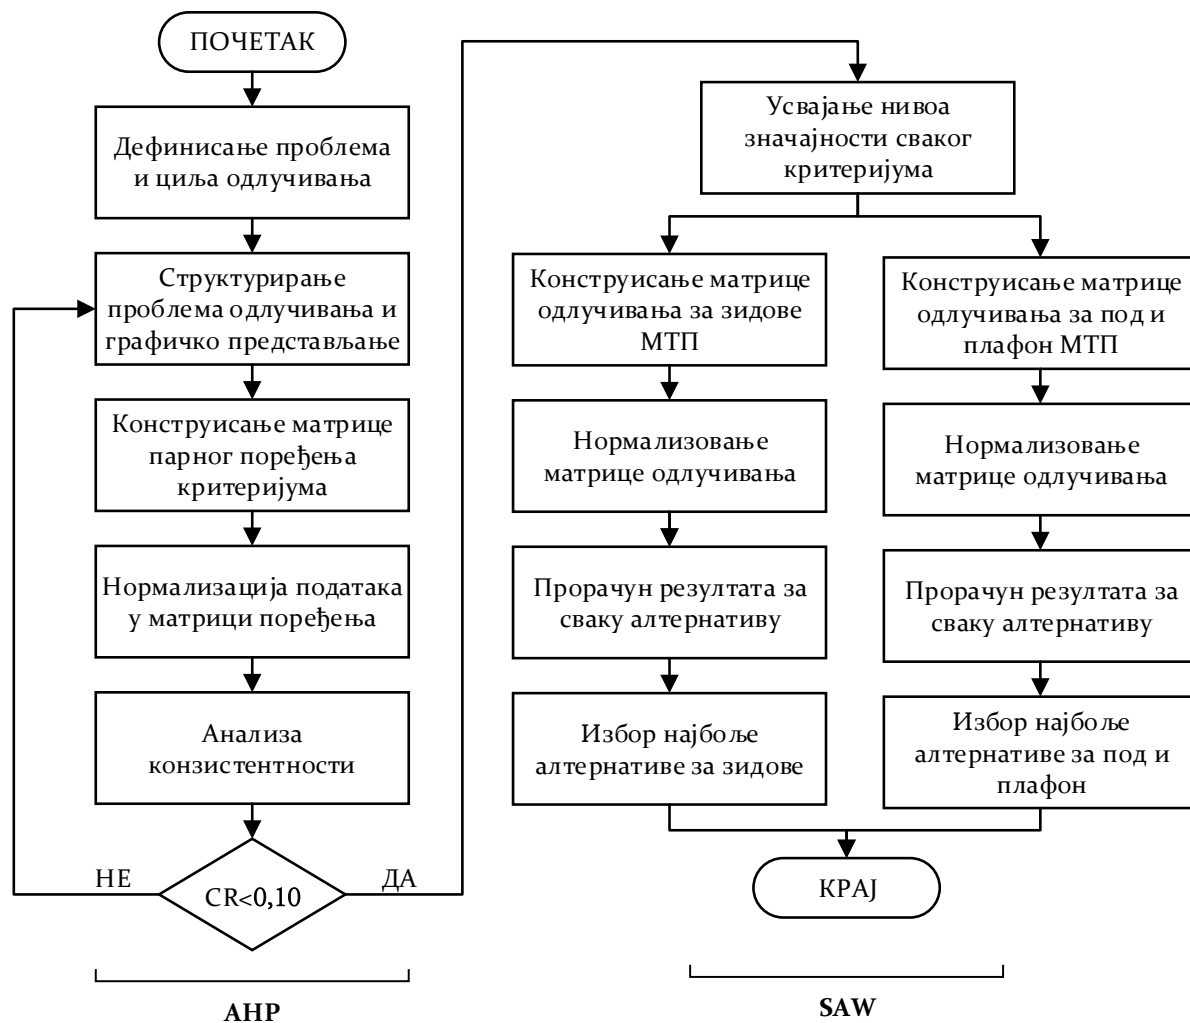 ПОЧЕТАК
Дефинисање проблема
и циља одлучивања
Структурирање
проблема одлучивања и
графичко представљање
Конструисање матрице
парног поређења
критеријума
Нормализација података
у матрици поређења
Анализа
конзистентности
НЕ
CR<0,10
ДА
AHP
Усвајање нивоа
значајности сваког
критеријума
Конструисање матрице
одлучивања за зидове
МТП
Нормализовање
матрице одлучивања
Прорачун резултата за
сваку алтернативу
Избор најбоље
алтернативе за зидове
Конструисање матрице
одлучивања за под и
плафон МТП
Нормализовање
матрице одлучивања
Прорачун резултата за
сваку алтернативу
Избор најбоље
алтернативе за под и
плафон
КРАЈ
SAW